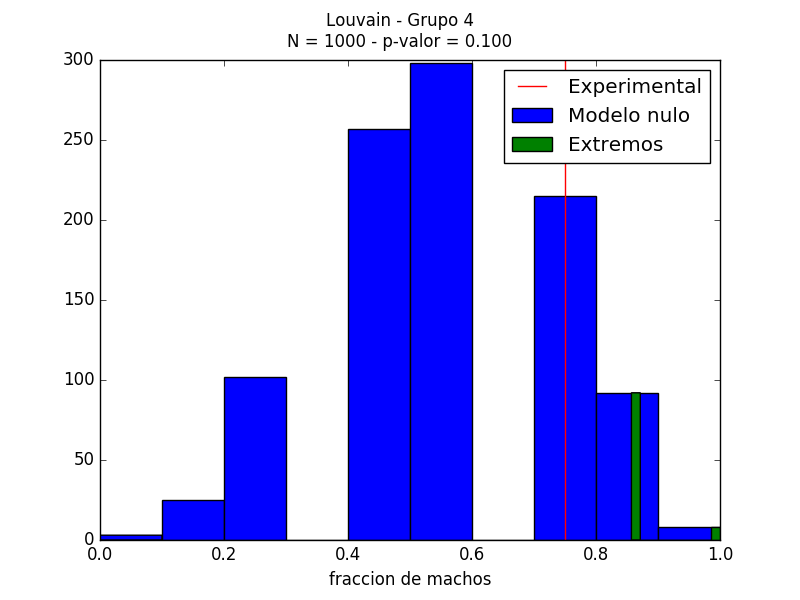 Louvain - Grupo 4
N = 1000 - p-valor = 0.100
300
250
200
150
100
50
0
Experimental
Modelo nulo
Extremos
0.0 0.2 0.4 0.6 0.8 1.0
fraccion de machos